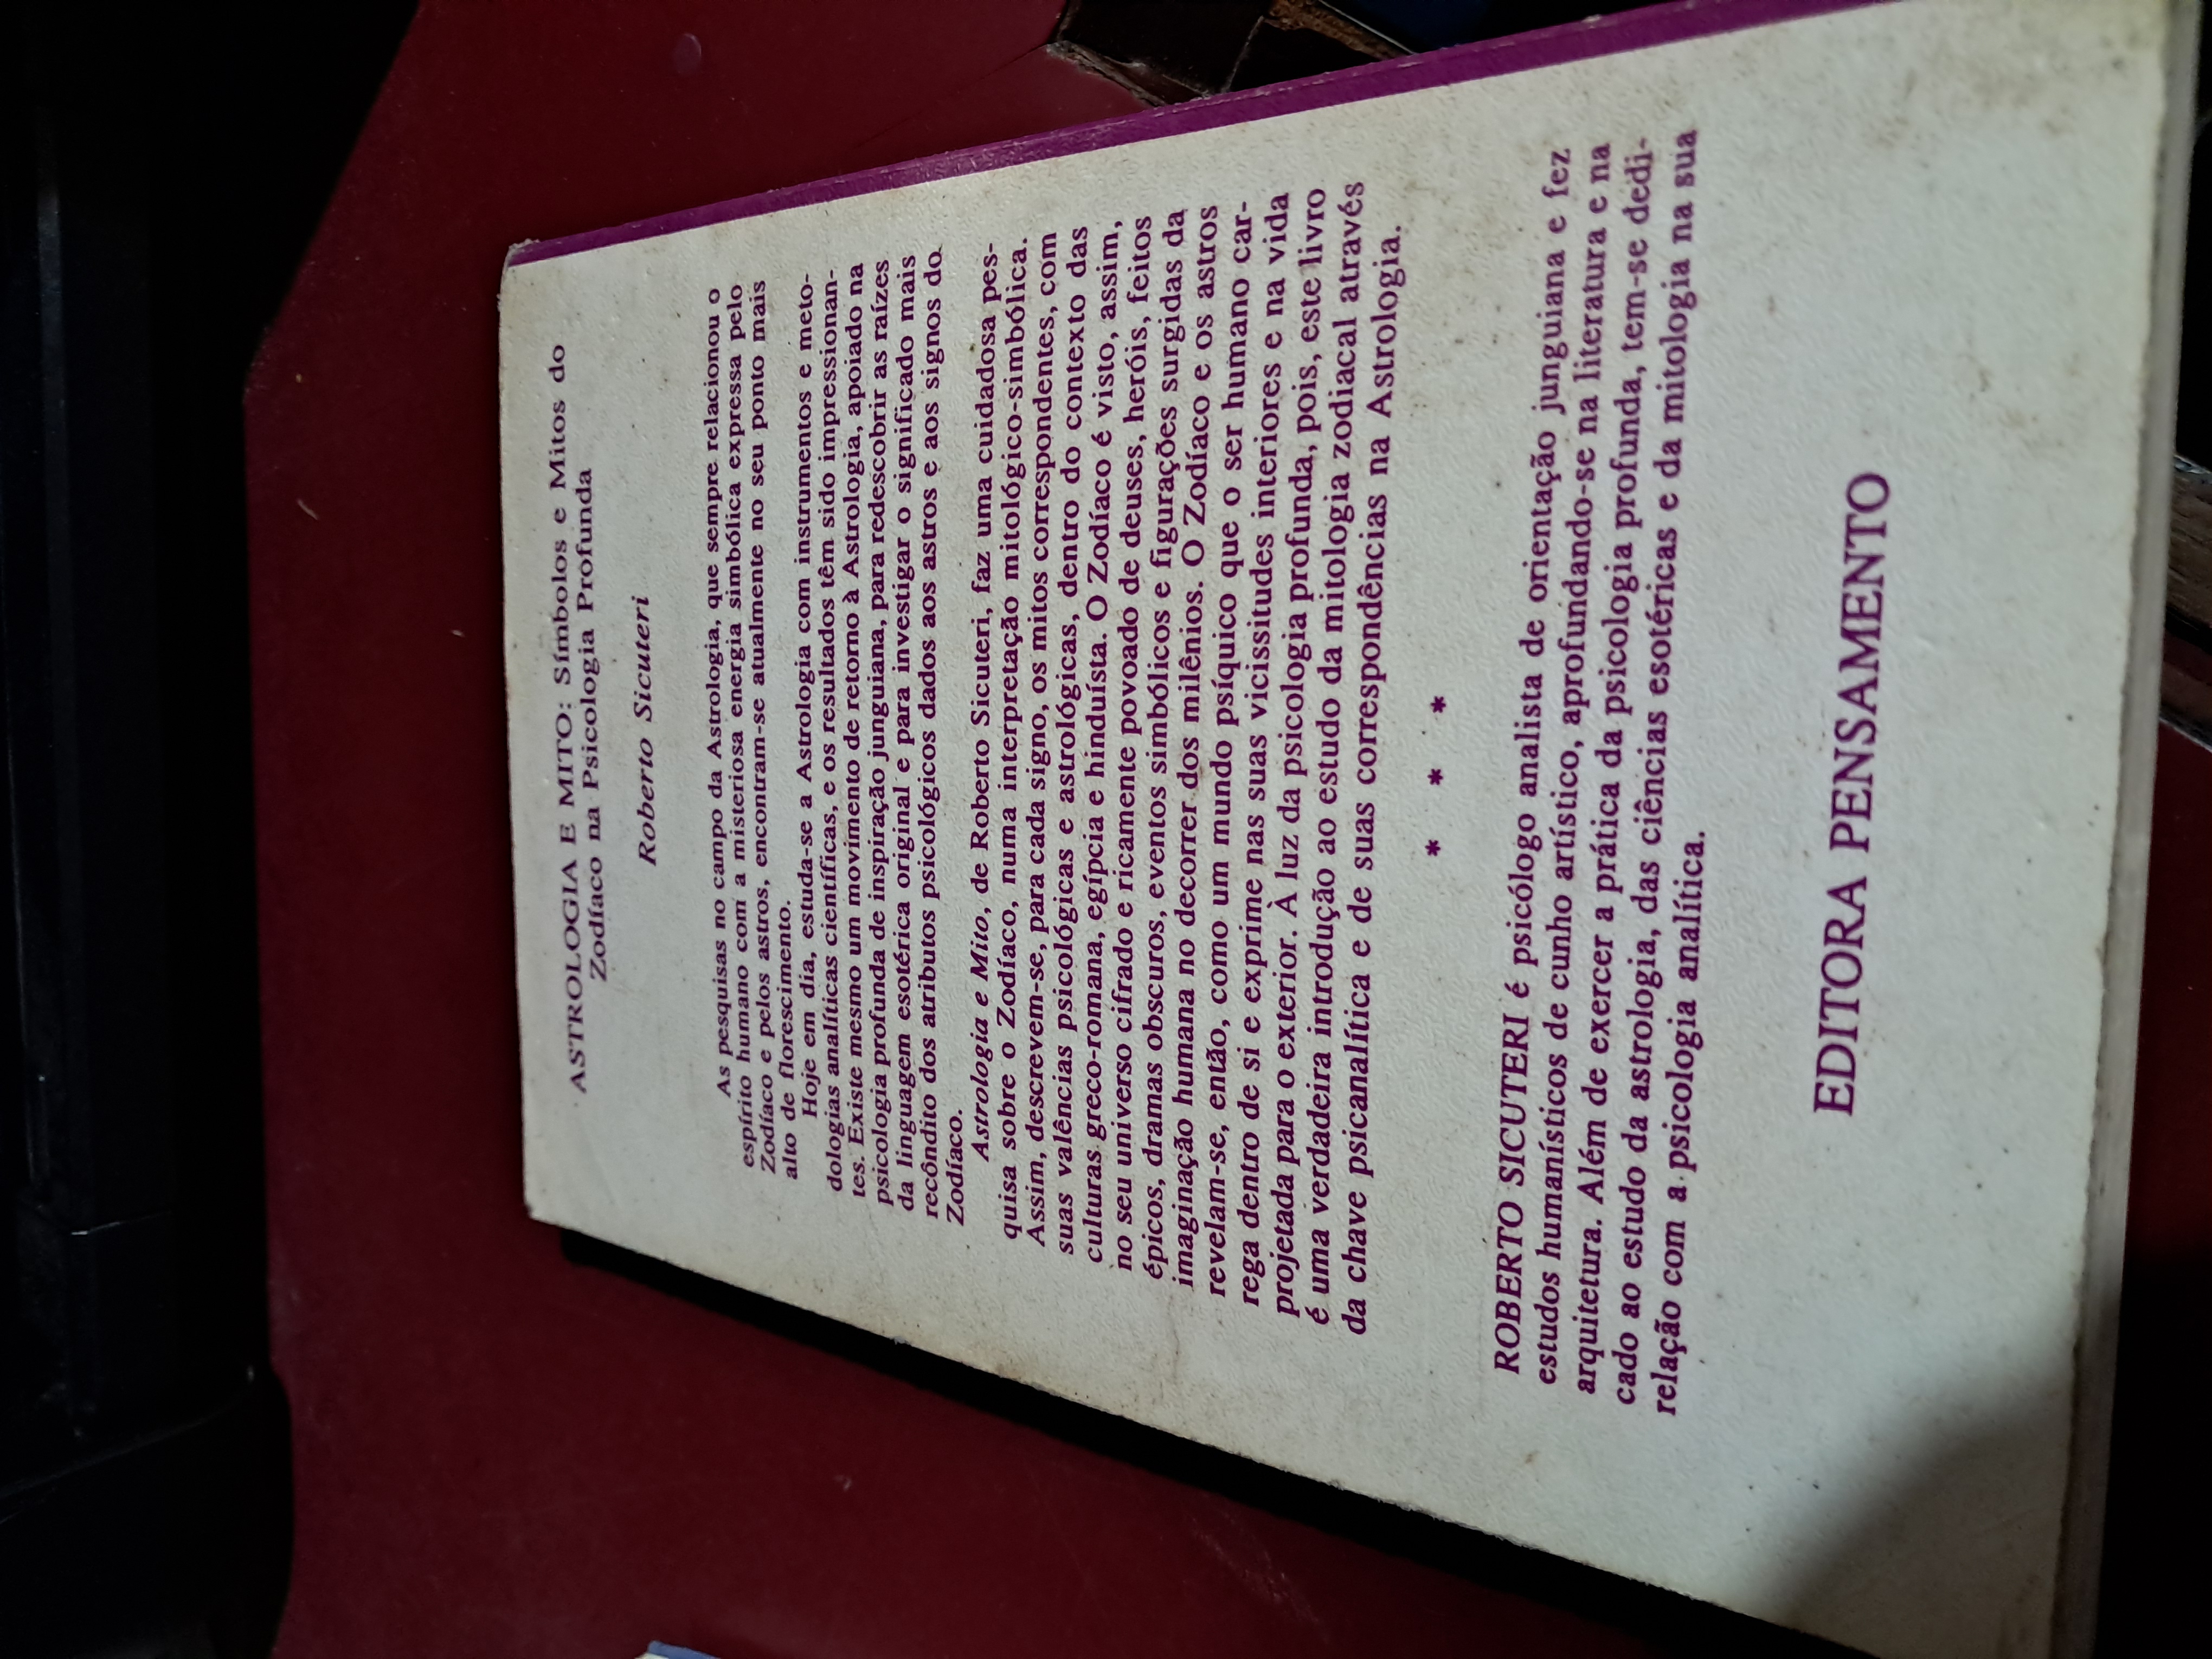 ASTROLOGIA E MITO: Símbolos e Mitos do
Zodíaco na Psicologia Profunda
Roberto Sicuteri
As pesquisas no campo da Astrologia, que sempre relacionou o
espírito humano com a misteriosa energia simbólica expressa pelo
Zodíaco e pelos astros, encontram-se atualmente no seu ponto mais
alto de florescimento.
Hoje em dia, estuda-se a Astrologia com instrumentos e meto-
dologias analíticas científicas, e os resultados têm sido impressionan-
tes. Existe mesmo um movimento de retorno à Astrologia, apoiado na
psicologia profunda de inspiração junguiana, para redescobrir as raízes
da linguagem esotérica original e para investigar o significado mais
recôndito dos atributos psicológicos dados aos astros e aos signos do
Zodíaco.
Astrologia e Mito, de Roberto Sicuteri, faz uma cuidadosa pes-
quisa sobre o Zodíaco, numa interpretação mitológico-simbólica.
Assim, descrevem-se, para cada signo, os mitos correspondentes, com
suas valências psicológicas e astrológicas, dentro do contexto das
culturas greco-romana, egípcia e hinduísta. O Zodíaco é visto, assim,
no seu universo cifrado e ricamente povoado de deuses, heróis, feitos
épicos, dramas obscuros, eventos simbólicos e figurações surgidas da
imaginação humana no decorrer dos milênios. O Zodíaco e os astros
revelam-se, então, como um mundo psíquico que o ser humano car-
rega dentro de si e exprime nas suas vicissitudes interiores e na vida
projetada para o exterior. À luz da psicologia profunda, pois, este livro
é uma verdadeira introdução ao estudo da mitologia zodiacal através
da chave psicanalítica e de suas correspondências na Astrologia.
* * *
ROBERTO SICUTERI é psicólogo analista de orientação junguiana e fez
estudos humanísticos de cunho artístico, aprofundando-se na literatura e na
arquitetura. Além de exercer a prática da psicologia profunda, tem-se dedi-
cado ao estudo da astrologia, das ciências esotéricas e da mitologia na sua
relação com a psicologia analítica.
EDITORA PENSAMENTO